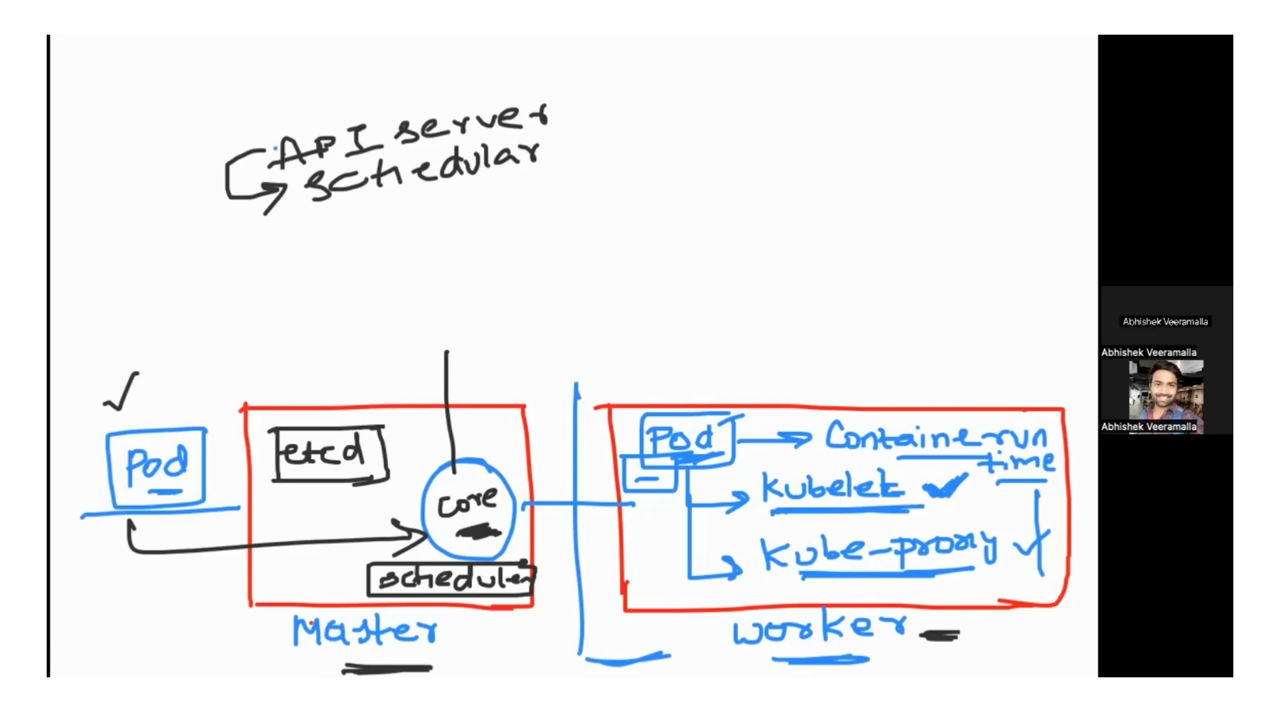 API server
schedular
Pod
etcd
core
scheduler
Master
Pod
Container run
time
Kubelet
Kube-proxy
worker
Abhishek Veeramalla
Abhishek Veeramalla
Abhishek Veeramalla